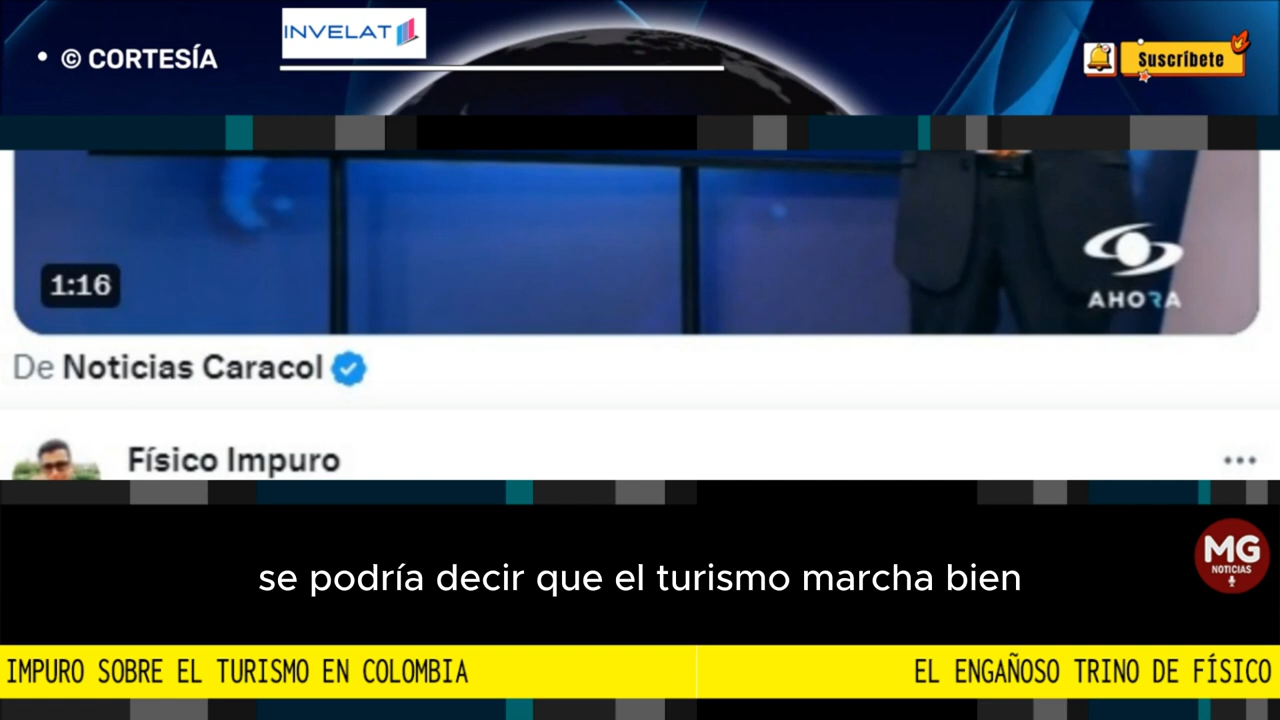 • © CORTESÍA
INVELAT
Suscríbete
1:16
AHORA
De Noticias Caracol
Físico Impuro
MG
NOTICIAS
se podría decir que el turismo marcha bien
IMPURO SOBRE EL TURISMO EN COLOMBIA
EL ENGAÑOSO TRINO DE FÍSICO